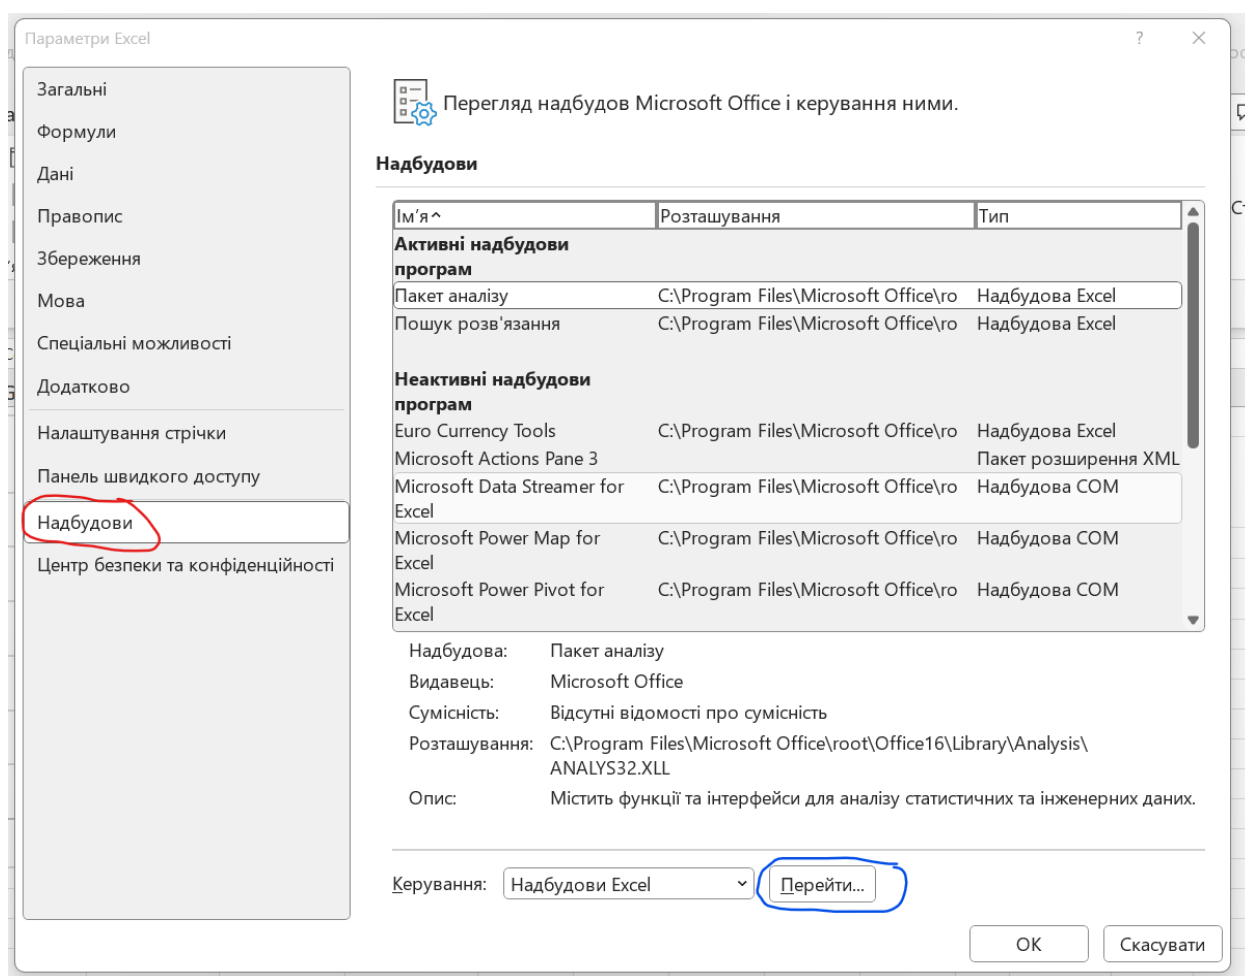 Параметри Excel
?
Загальні
Формули
Дані
Правопис
Збереження
Мова
Спеціальні можливості
Додатково
Налаштування стрічки
Панель швидкого доступу
Надбудови
Центр безпеки та конфіденційності
Перегляд надбудов Microsoft Office і керування ними.
Надбудови
Ім'я Розташування Тип
Активні надбудови
програм
Пакет аналізу C:\Program Files\Microsoft Office\ro Надбудова Excel
Пошук розв'язання C:\Program Files\Microsoft Office\ro Надбудова Excel
Неактивні надбудови
програм
Euro Currency Tools C:\Program Files\Microsoft Office\ro Надбудова Excel
Microsoft Actions Pane 3 Пакет розширення XML
Microsoft Data Streamer for C:\Program Files\Microsoft Office\ro Надбудова COM
Excel
Microsoft Power Map for C:\Program Files\Microsoft Office\ro Надбудова COM
Excel
Microsoft Power Pivot for C:\Program Files\Microsoft Office\ro Надбудова COM
Excel
Надбудова: Пакет аналізу
Видавець: Microsoft Office
Сумісність: Відсутні відомості про сумісність
Розташування: C:\Program Files\Microsoft Office\root\Office16\Library\Analysis\
ANALYS32.XLL
Опис: Містить функції та інтерфейси для аналізу статистичних та інженерних даних.
Керування: Надбудови Excel Перейти...
ОК Скасувати